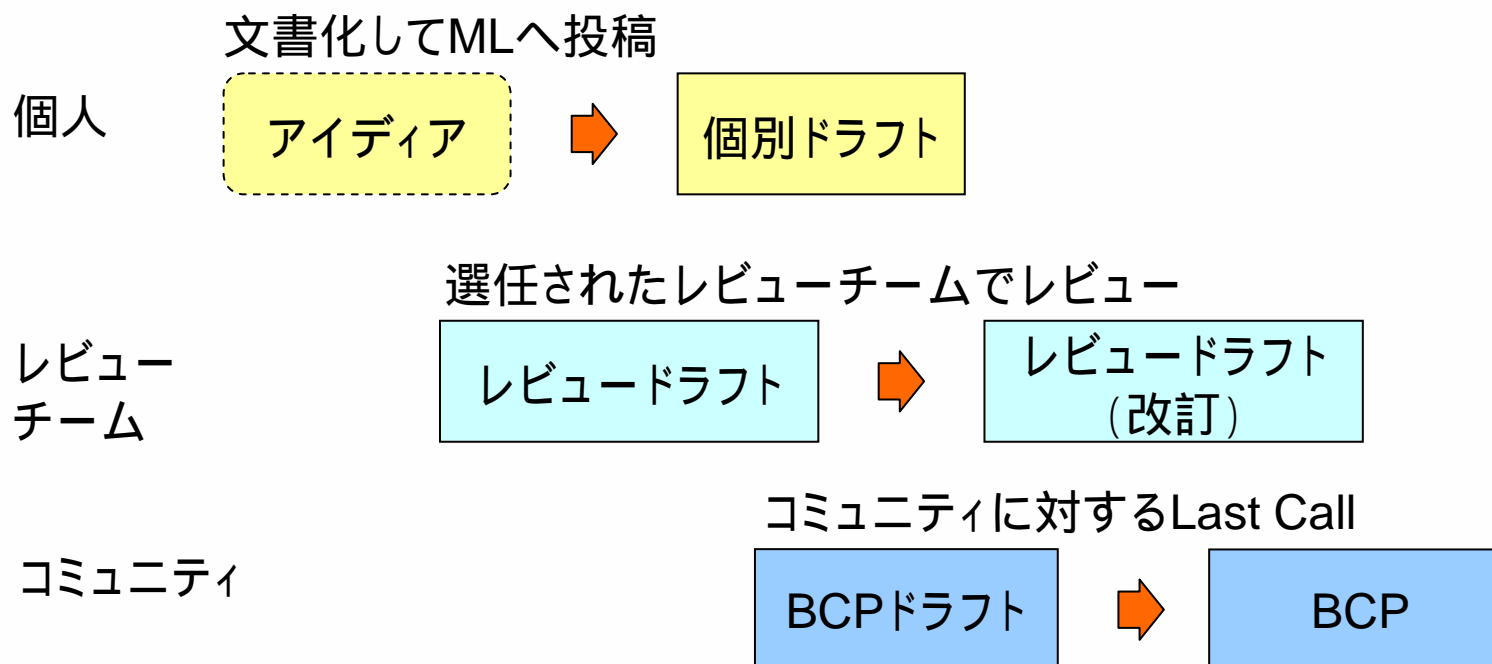 文書化してMLへ投稿
個人
アイディア
個別ドラフト
選任されたレビューチームでレビュー
レビュー
チーム
レビュードラフト
レビュードラフト
(改訂)
コミュニティに対するLast Call
コミュニティ
BCPドラフト
BCP